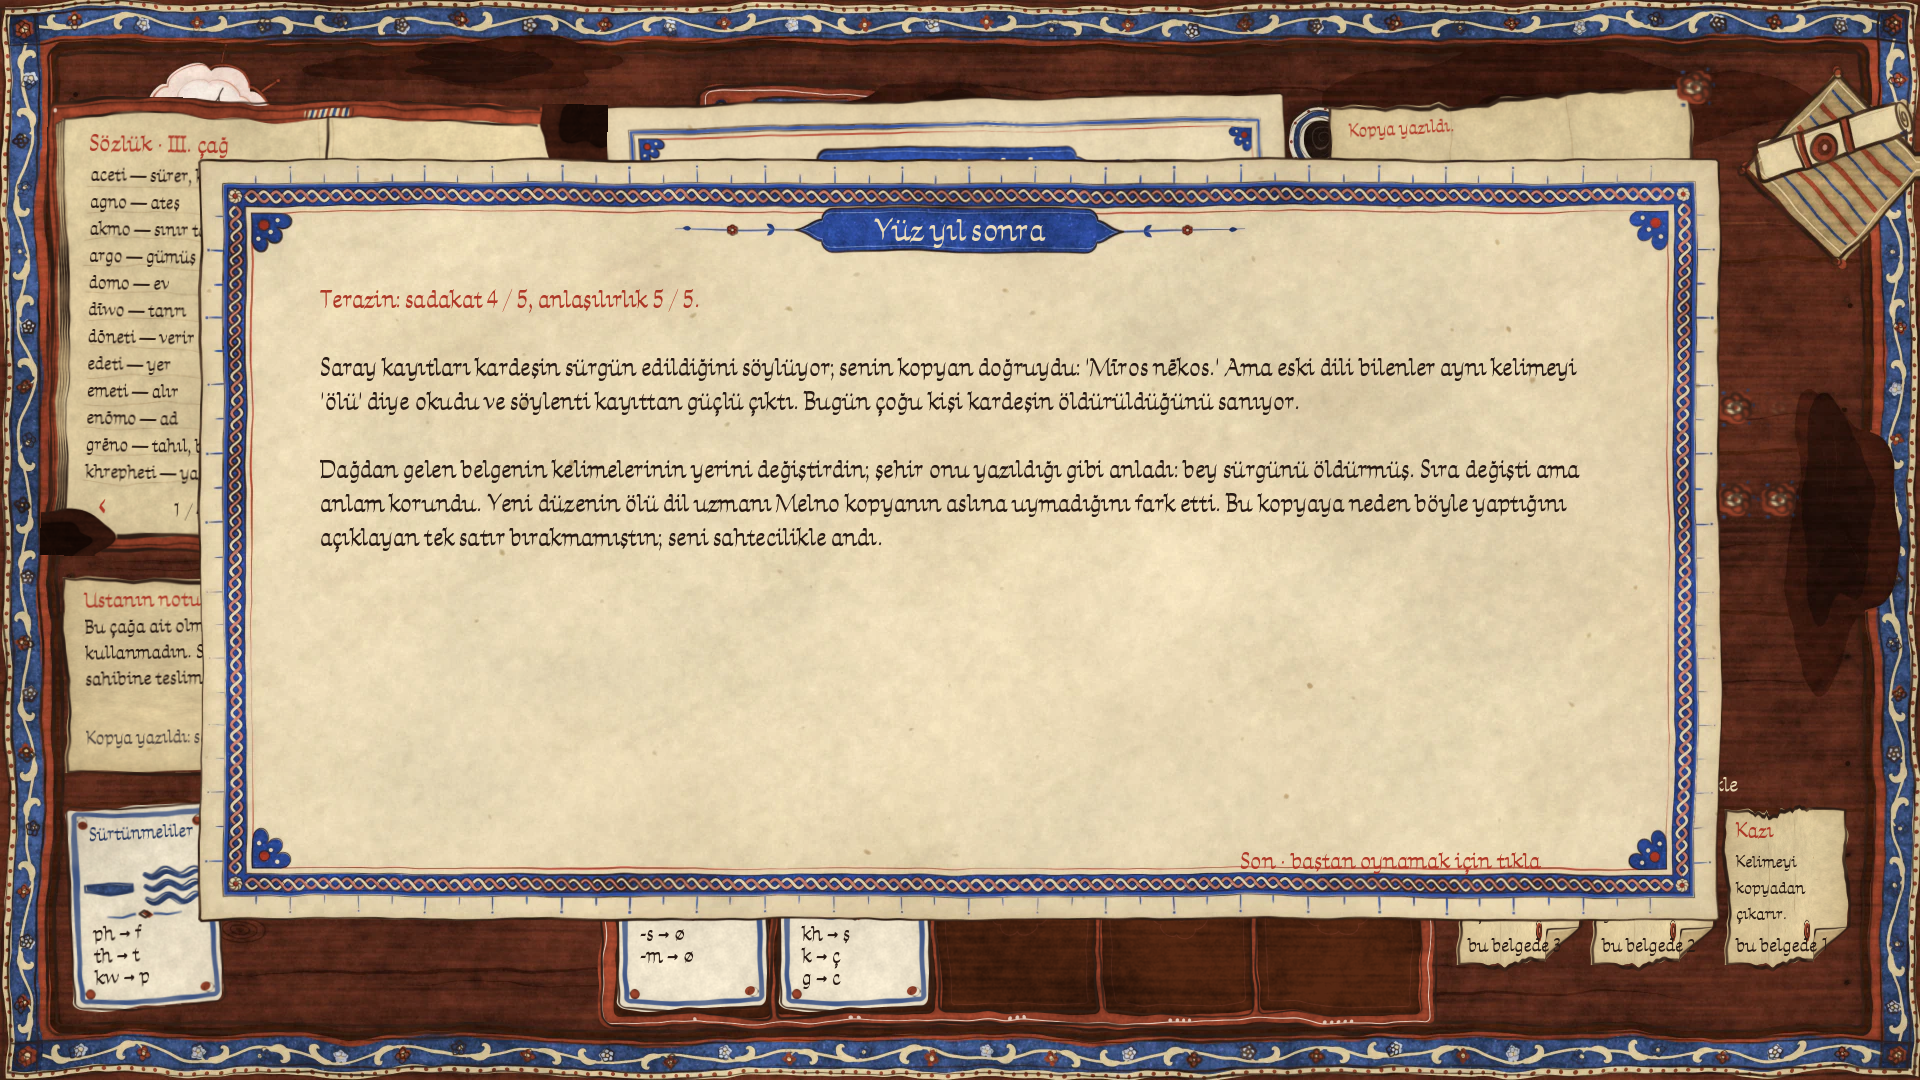 Sözlük · III. çağ
aceti — sürer,
agno — ateş
akmo — sınır
argo — gümüş
domo — ev
dīwo — tanrı
dōneti — verir
edeti — yer
emeti — alır
enōmo — ad
grēno — tahıl,
khrepheti —
1 /
Kopya yazıldı.
Yüz yıl sonra
Terazin: sadakat 4 / 5, anlaşılırlık 5 / 5.
Saray kayıtları kardeşin sürgün edildiğini söylüyor; senin kopyan doğruydu: 'Mīros nēkos.' Ama eski dili bilenler aynı kelimeyi
'ölü' diye okudu ve söylenti kayıttan güçlü çıktı. Bugün çoğu kişi kardeşin öldürüldüğünü sanıyor.
Dağdan gelen belgenin kelimelerinin yerini değiştirdin; şehir onu yazıldığı gibi anladı: bey sürgünü öldürmüş. Sıra değişti ama
anlam korundu. Yeni düzenin ölü dil uzmanı Melno kopyanın aslına uymadığını fark etti. Bu kopyaya neden böyle yaptığını
açıklayan tek satır bırakmamıştın; seni sahtecilikle andı.
Son · baştan oynamak için tıkla
Ustanın notu
Bu çağa ait
kullanmadın.
sahibine teslim
Kopya yazıldı:
Sürtünmeliler
ph → f
th → t
kw → p
-s → ø
-m → ø
kh → ş
k → ç
g → c
bu belgede 3
bu belgede 2
Kazı
Kelimeyi
kopyadan
çıkarır.
bu belgede 1